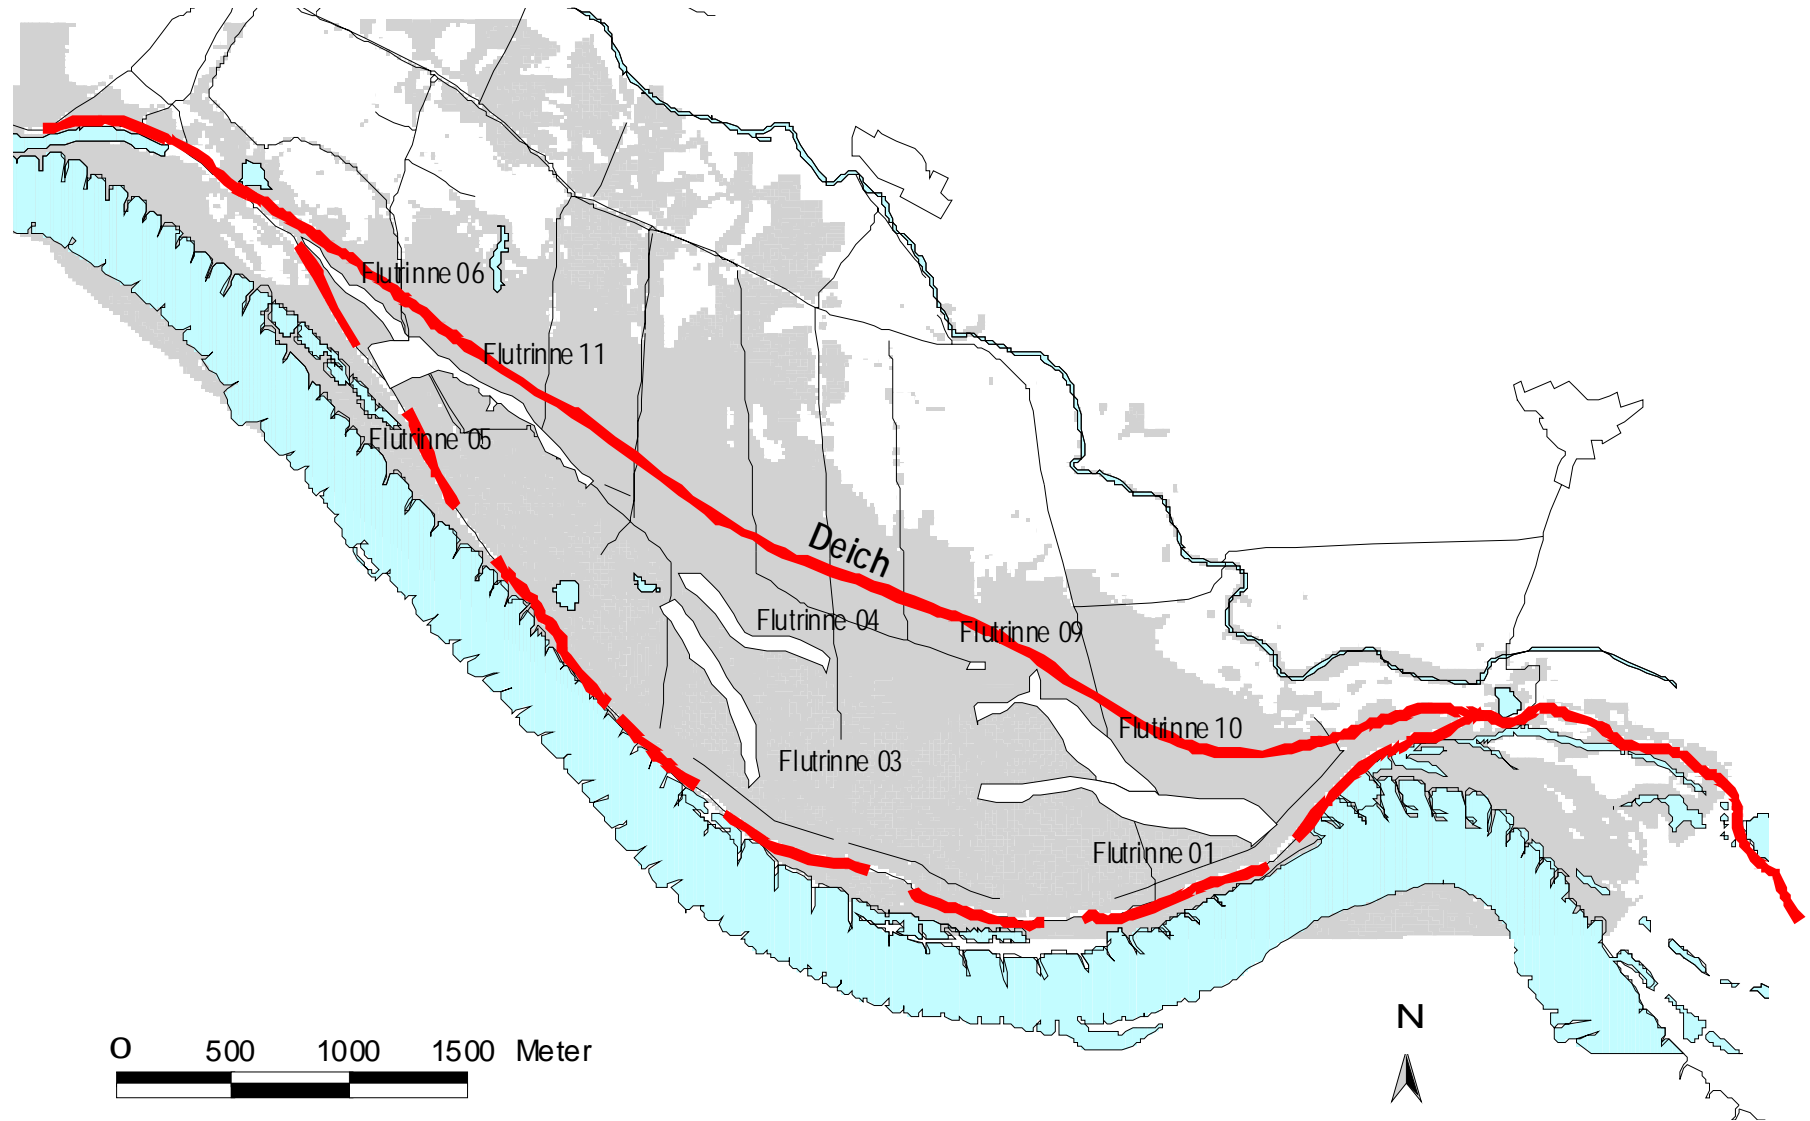 Flutrinne 06
Flutrinne 11
Flutrinne 05
Deich
Flutrinne 04
Flutrinne 09
Flutrinne 10
Flutrinne 03
Flutrinne 01
N
0 500 1000 1500 Meter